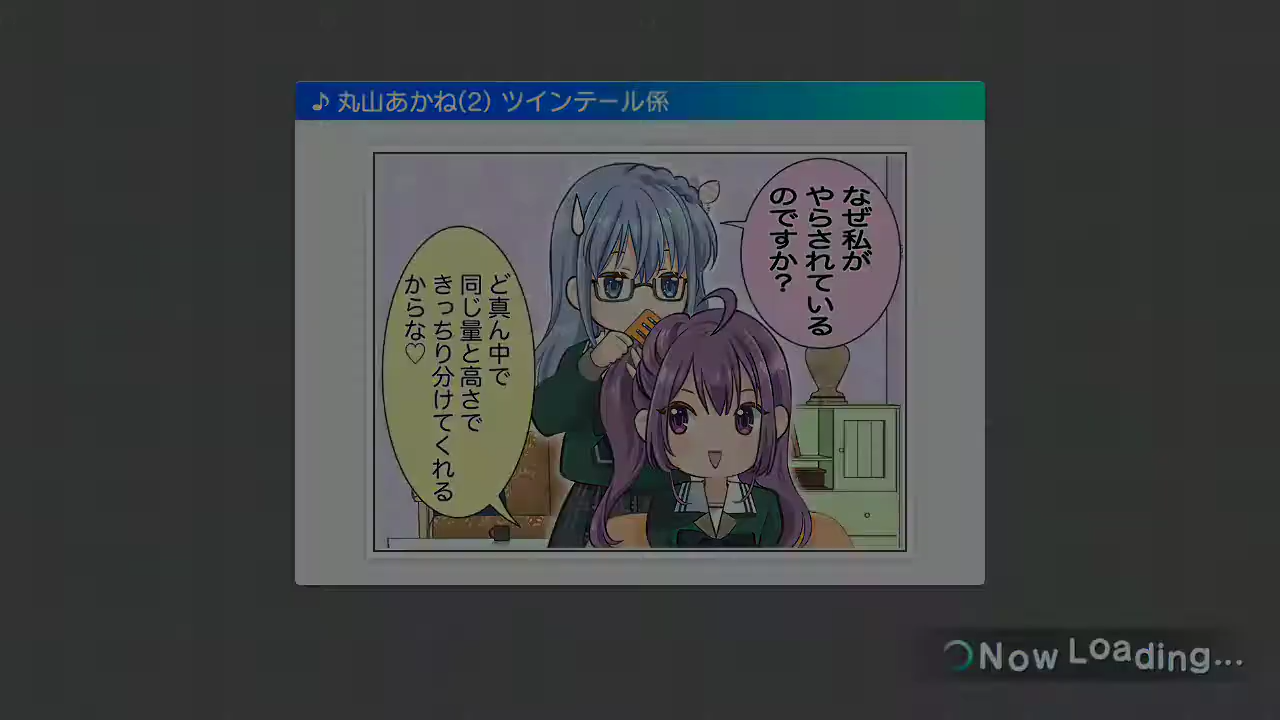 ♪ 丸山あかね(2) ツインテール係
なぜ私が
やらされている
のですか？
ど真ん中で
同じ量と高さで
きっちり分けてくれる
からな♡
Now Loading...